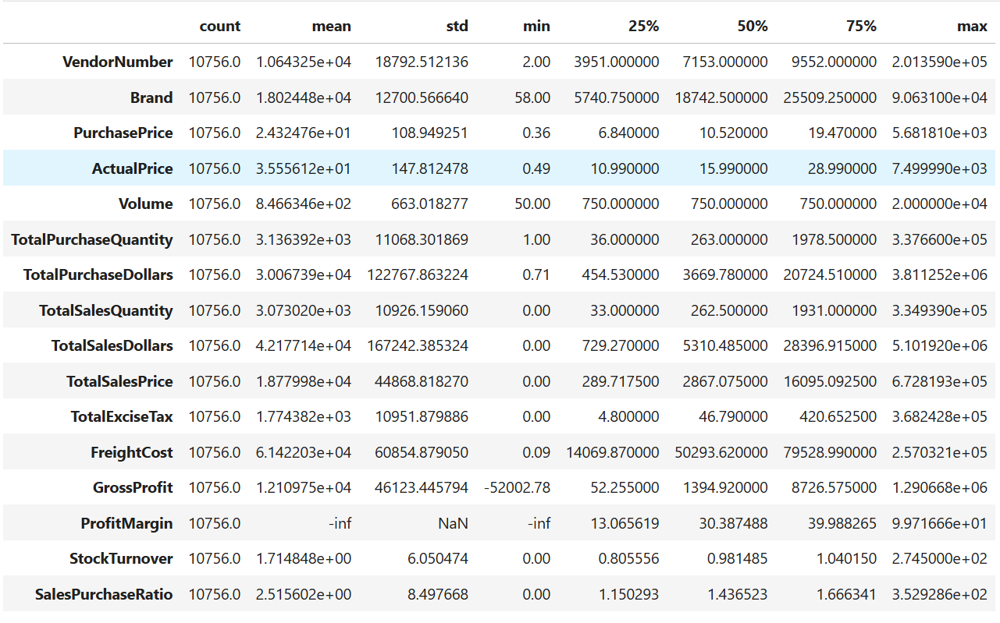 count mean std min 25% 50% 75% max
VendorNumber 10756.0 1.064325e+04 18792.512136 2.00 3951.000000 7153.000000 9552.000000 2.013590e+05
Brand 10756.0 1.802448e+04 12700.566640 58.00 5740.750000 18742.500000 25509.250000 9.063100e+04
PurchasePrice 10756.0 2.432476e+01 108.949251 0.36 6.840000 10.520000 19.470000 5.681810e+03
ActualPrice 10756.0 3.555612e+01 147.812478 0.49 10.990000 15.990000 28.990000 7.499990e+03
Volume 10756.0 8.466346e+02 663.018277 50.00 750.000000 750.000000 750.000000 2.000000e+04
TotalPurchaseQuantity 10756.0 3.136392e+03 11068.301869 1.00 36.000000 263.000000 1978.500000 3.376600e+05
TotalPurchaseDollars 10756.0 3.006739e+04 122767.863224 0.71 454.530000 3669.780000 20724.510000 3.811252e+06
TotalSalesQuantity 10756.0 3.073020e+03 10926.159060 0.00 33.000000 262.500000 1931.000000 3.349390e+05
TotalSalesDollars 10756.0 4.217714e+04 167242.385324 0.00 729.270000 5310.485000 28396.915000 5.101920e+06
TotalSalesPrice 10756.0 1.877998e+04 44868.818270 0.00 289.717500 2867.075000 16095.092500 6.728193e+05
TotalExciseTax 10756.0 1.774382e+03 10951.879886 0.00 4.800000 46.790000 420.652500 3.682428e+05
FreightCost 10756.0 6.142203e+04 60854.879050 0.09 14069.870000 50293.620000 79528.990000 2.570321e+05
GrossProfit 10756.0 1.210975e+04 46123.445794 -52002.78 52.255000 1394.920000 8726.575000 1.290668e+06
ProfitMargin 10756.0 -inf NaN -inf 13.065619 30.387488 39.988265 9.971666e+01
StockTurnover 10756.0 1.714848e+00 6.050474 0.00 0.805556 0.981485 1.040150 2.745000e+02
SalesPurchaseRatio 10756.0 2.515602e+00 8.497668 0.00 1.150293 1.436523 1.666341 3.529286e+02